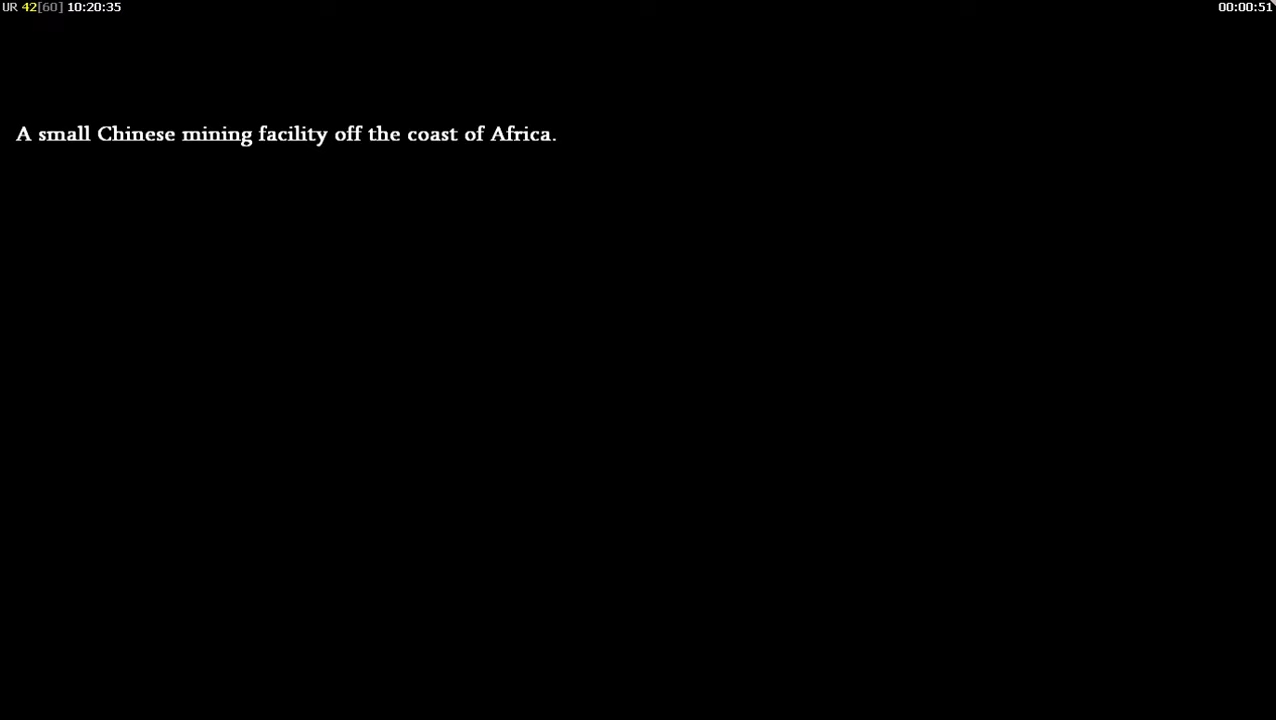 UR 42[60] 10:20:35
00:00:51
A small Chinese mining facility off the coast of Africa.